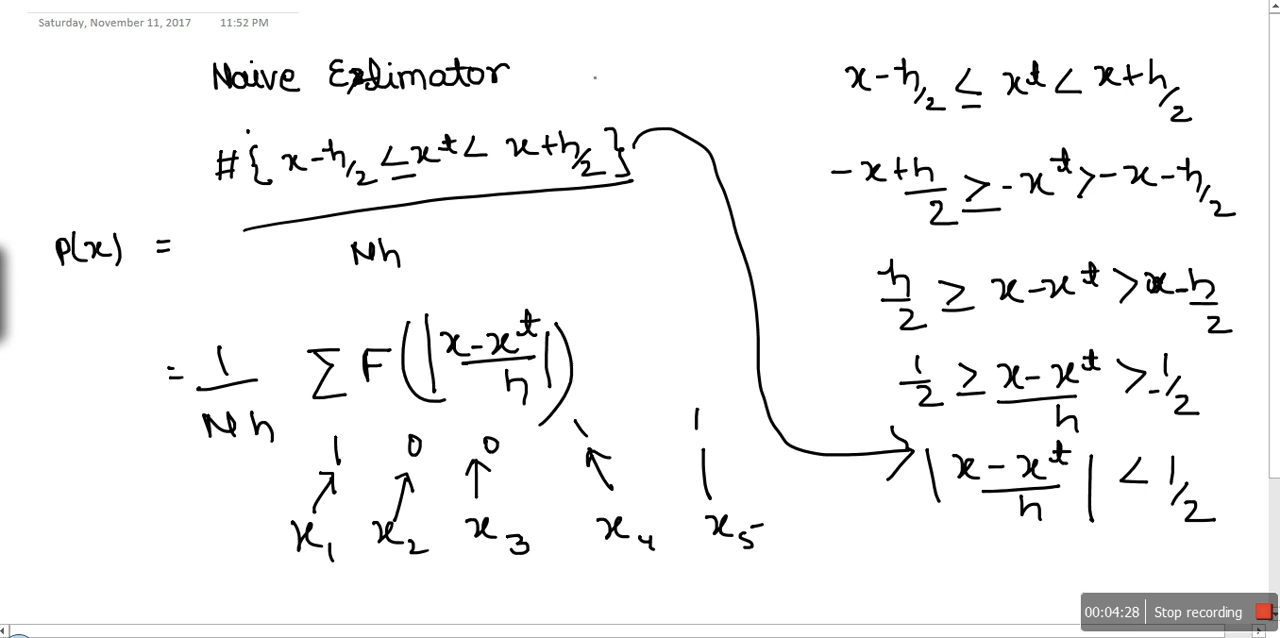 Saturday, November 11, 2017 11:52 PM
Naive Estimator
#{ x-h/2 ≤ x^t < x+h/2 }
P(x) = 
Nh
= 1/Nh Σ F(|x-x^t/h|)
1 0 0 1 1
x1 x2 x3 x4 x5
x-h/2 ≤ x^t < x+h/2
-x+h/2 ≥ -x^t > -x-h/2
h/2 ≥ x-x^t > x-h/2
1/2 ≥ x-x^t/h > -1/2
|x-x^t/h| < 1/2
00:04:28 Stop recording